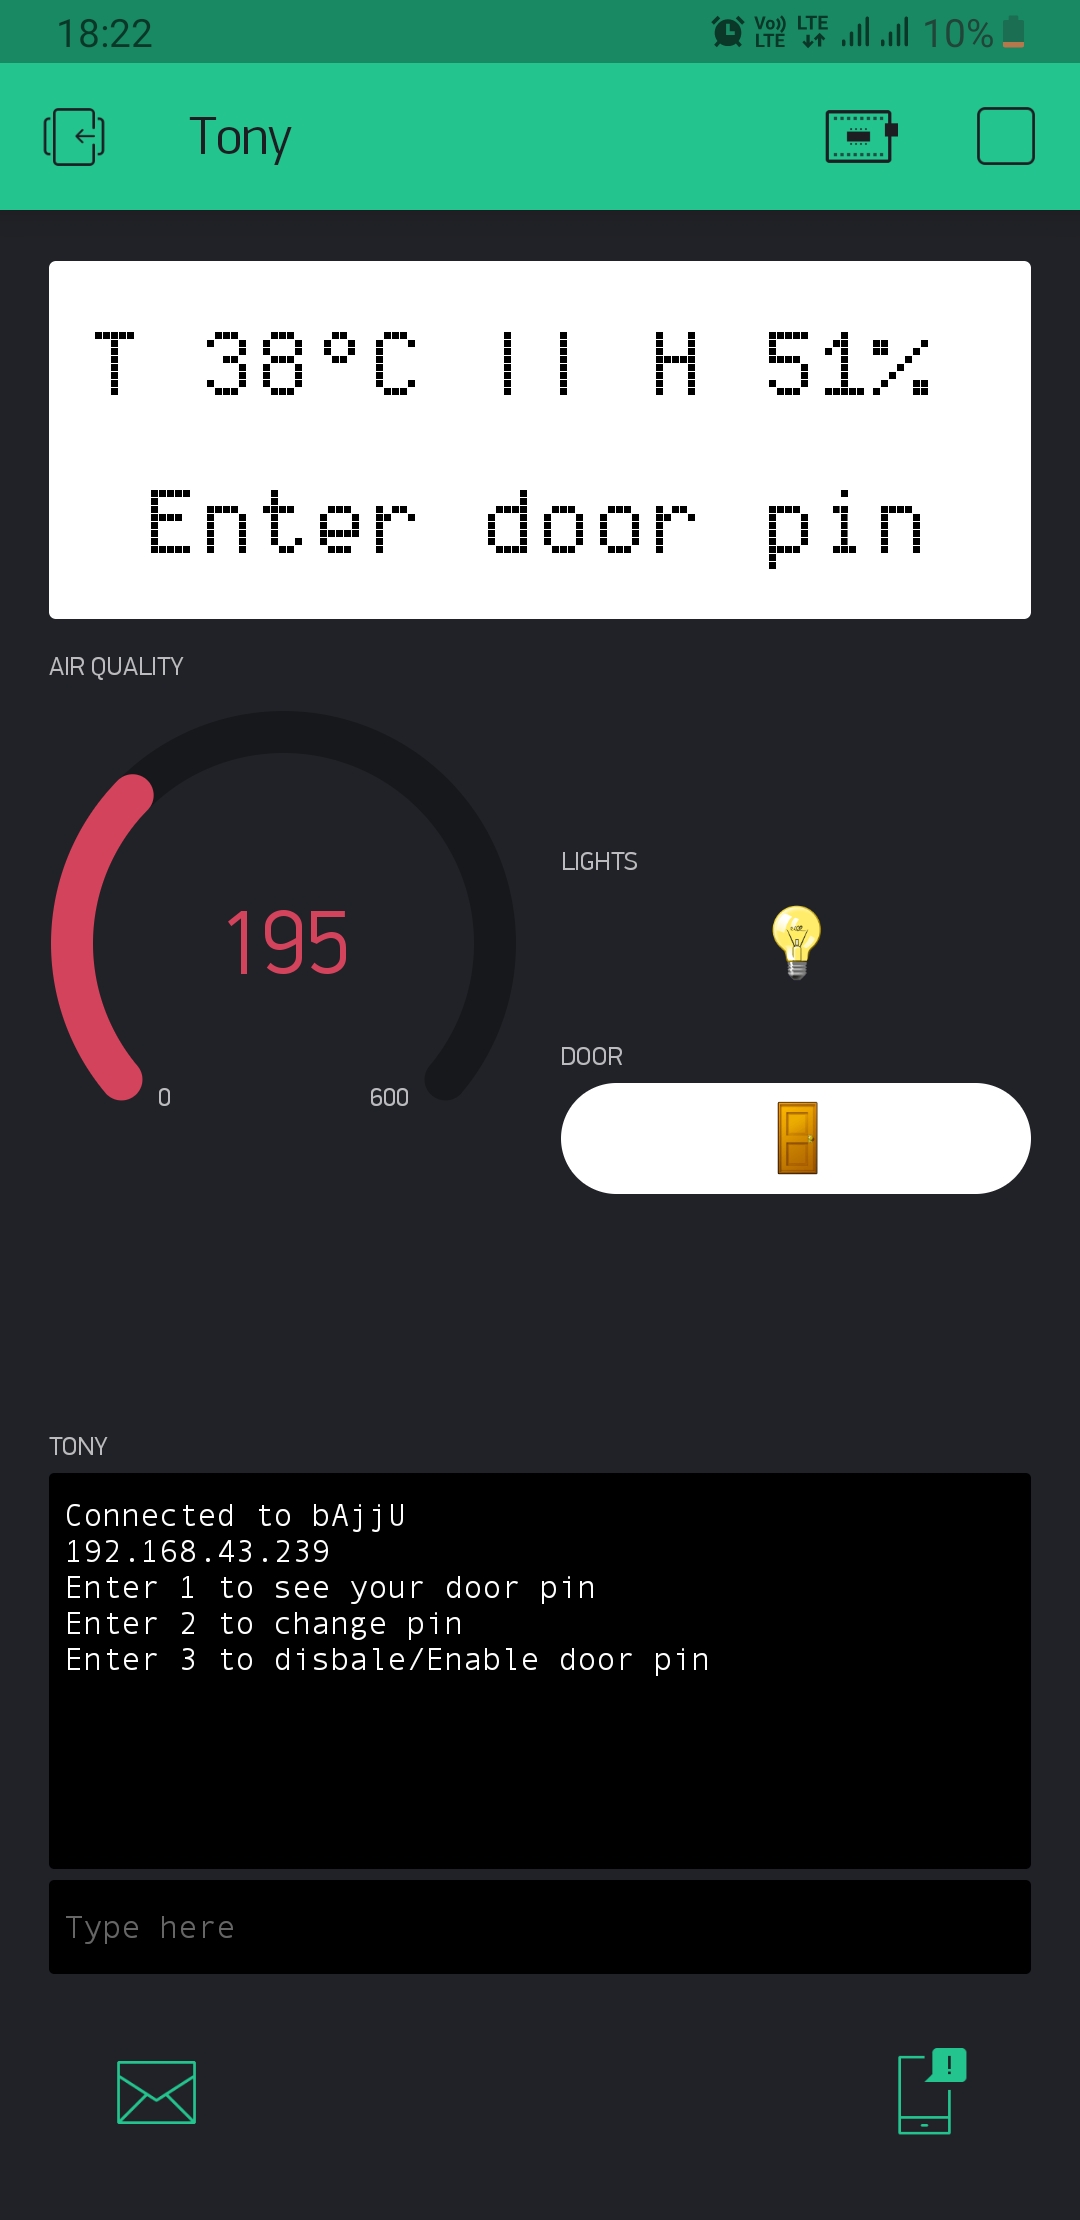 18:22 Vo)) LTE LTE 10%
Tony
T 38°C || H 51%
Enter door pin
AIR QUALITY
195
0 600
LIGHTS
DOOR
TONY
Connected to bAjjU
192.168.43.239
Enter 1 to see your door pin
Enter 2 to change pin
Enter 3 to disbale/Enable door pin
Type here